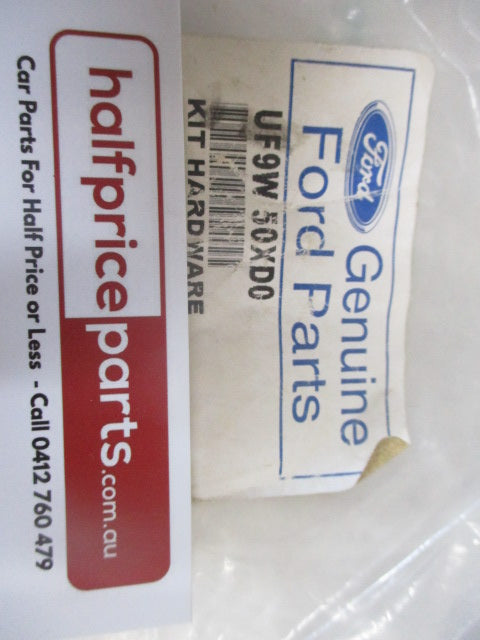 Ford
Genuine
Ford Parts
UF9W 50XD0
KIT HARDWARE
halfpriceparts.com.au
Car Parts For Half Price or Less - Call 0412 760 479